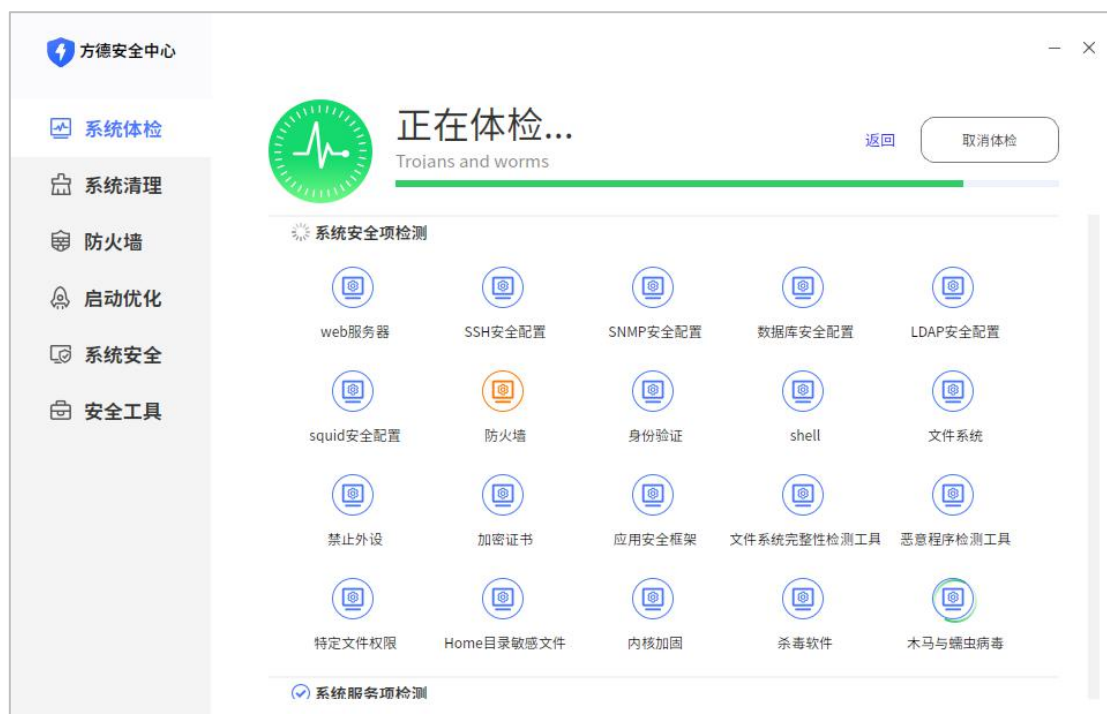 方德安全中心
系统体检
系统清理
防火墙
启动优化
系统安全
安全工具
正在体检...
Trojans and worms
返回
取消体检
系统安全项检测
web服务器
SSH安全配置
SNMP安全配置
数据库安全配置
LDAP安全配置
squid安全配置
防火墙
身份验证
shell
文件系统
禁止外设
加密证书
应用安全框架
文件系统完整性检测工具
恶意程序检测工具
特定文件权限
Home目录敏感文件
内核加固
杀毒软件
木马与蠕虫病毒
系统服务项检测